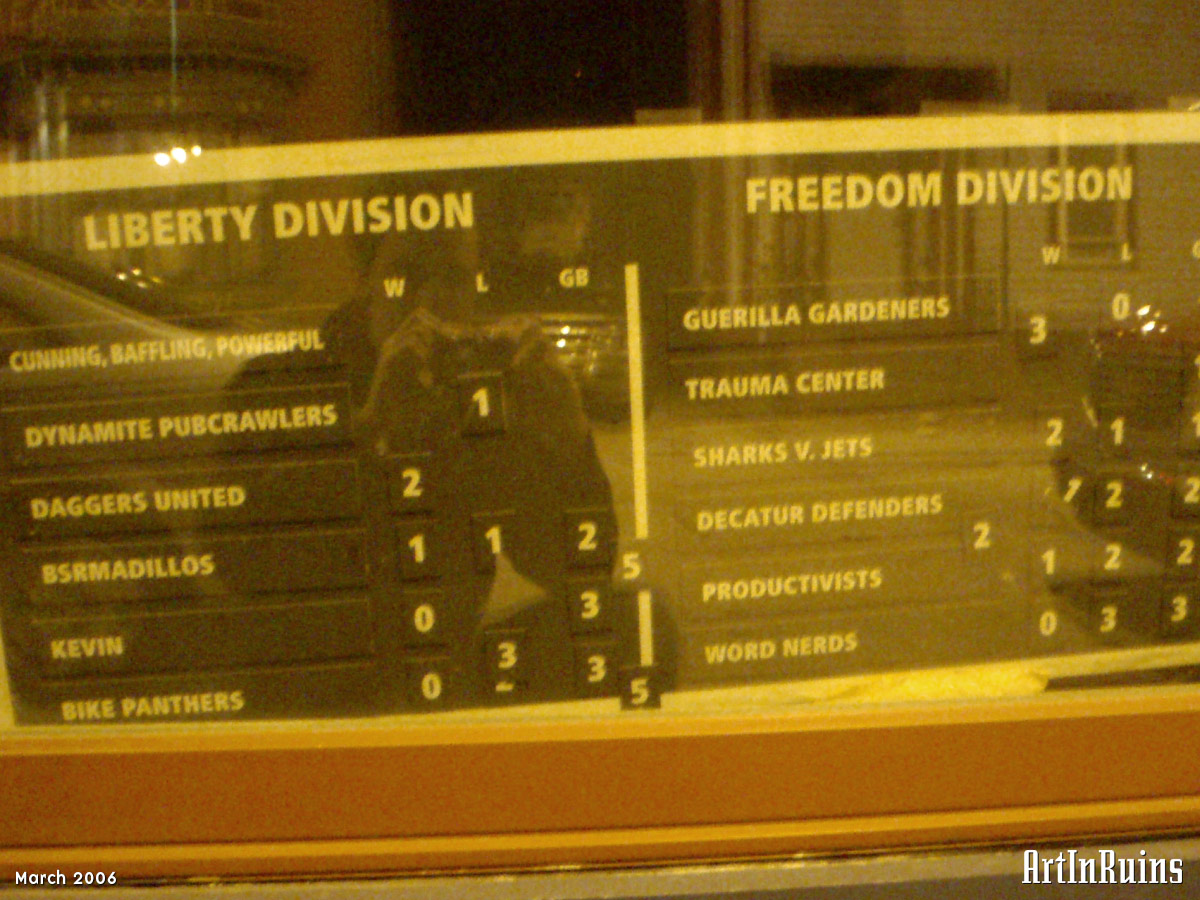 LIBERTY DIVISION
W L GB
CUNNING, BAFFLING, POWERFUL
DYNAMITE PUBCRAWLERS 1
DAGGERS UNITED 2
BSRMADILLOS 1 1 2 5
KEVIN 0 3
BIKE PANTHERS 0 3 3 5
FREEDOM DIVISION
W L
GUERILLA GARDENERS 3 0
TRAUMA CENTER
SHARKS V. JETS 2 1
DECATUR DEFENDERS 2 2
PRODUCTIVISTS 2 1 2 2
WORD NERDS 0 3 3
March 2006
ArtInRuins